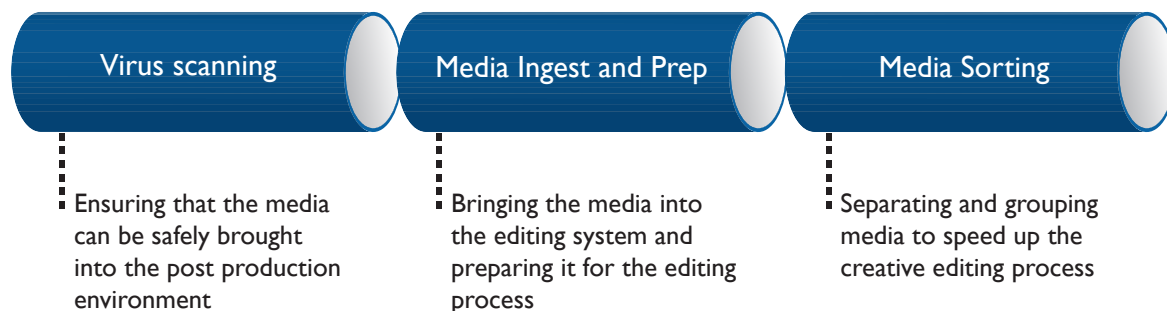 Virus scanning
Media Ingest and Prep
Media Sorting
Ensuring that the media
can be safely brought
into the post production
environment
Bringing the media into
the editing system and
preparing it for the editing
process
Separating and grouping
media to speed up the
creative editing process